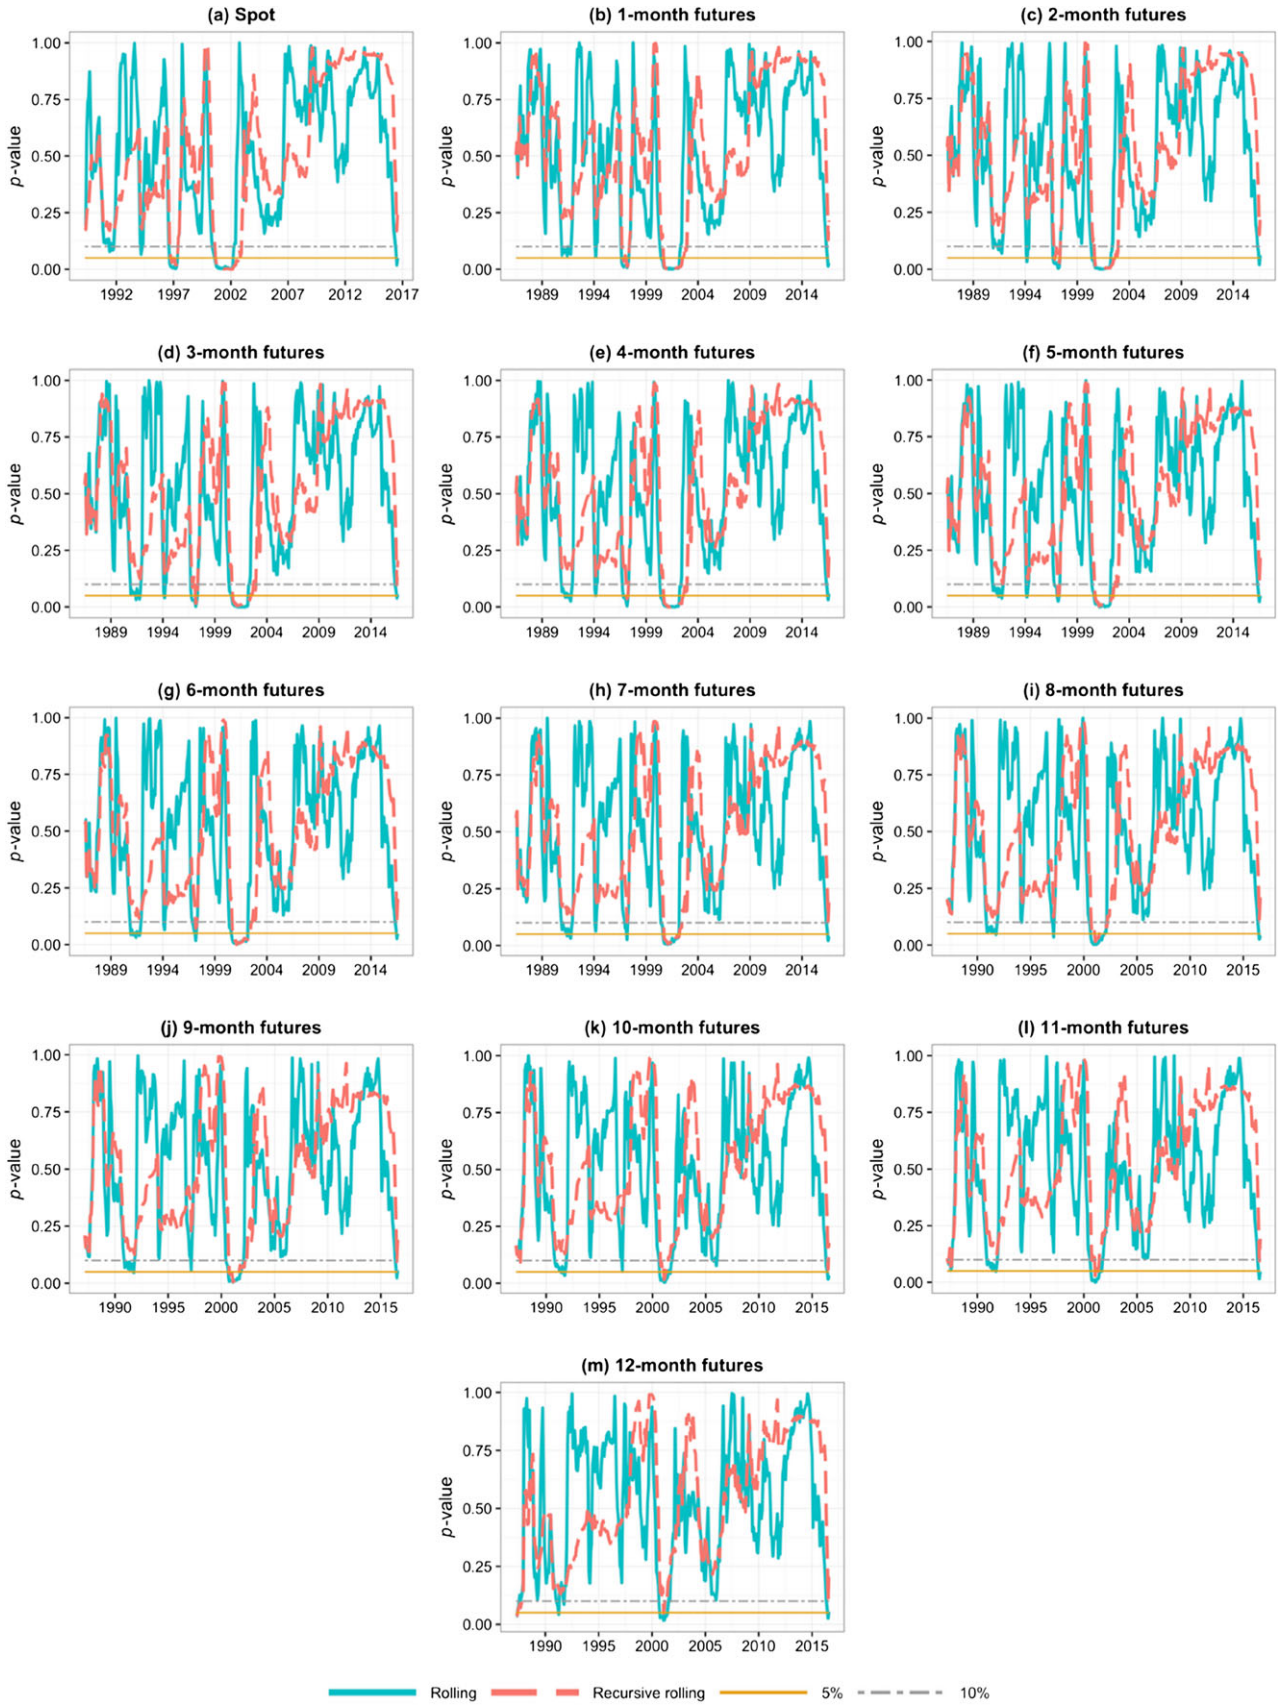 (a) Spot
(b) 1-month futures
(c) 2-month futures
p-value
1.00
0.75
0.50
0.25
0.00
1992 1997 2002 2007 2012 2017
p-value
1.00
0.75
0.50
0.25
0.00
1989 1994 1999 2004 2009 2014
p-value
1.00
0.75
0.50
0.25
0.00
1989 1994 1999 2004 2009 2014
(d) 3-month futures
(e) 4-month futures
(f) 5-month futures
p-value
1.00
0.75
0.50
0.25
0.00
1989 1994 1999 2004 2009 2014
p-value
1.00
0.75
0.50
0.25
0.00
1989 1994 1999 2004 2009 2014
p-value
1.00
0.75
0.50
0.25
0.00
1989 1994 1999 2004 2009 2014
(g) 6-month futures
(h) 7-month futures
(i) 8-month futures
p-value
1.00
0.75
0.50
0.25
0.00
1989 1994 1999 2004 2009 2014
p-value
1.00
0.75
0.50
0.25
0.00
1989 1994 1999 2004 2009 2014
p-value
1.00
0.75
0.50
0.25
0.00
1990 1995 2000 2005 2010 2015
(j) 9-month futures
(k) 10-month futures
(l) 11-month futures
p-value
1.00
0.75
0.50
0.25
0.00
1990 1995 2000 2005 2010 2015
p-value
1.00
0.75
0.50
0.25
0.00
1990 1995 2000 2005 2010 2015
p-value
1.00
0.75
0.50
0.25
0.00
1990 1995 2000 2005 2010 2015
(m) 12-month futures
p-value
1.00
0.75
0.50
0.25
0.00
1990 1995 2000 2005 2010 2015
Rolling Recursive rolling 5% 10%